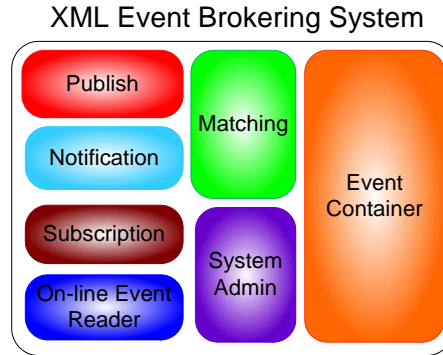 XML Event Brokering System
Publish
Notification
Subscription
On-line Event
Reader
Matching
System
Admin
Event
Container